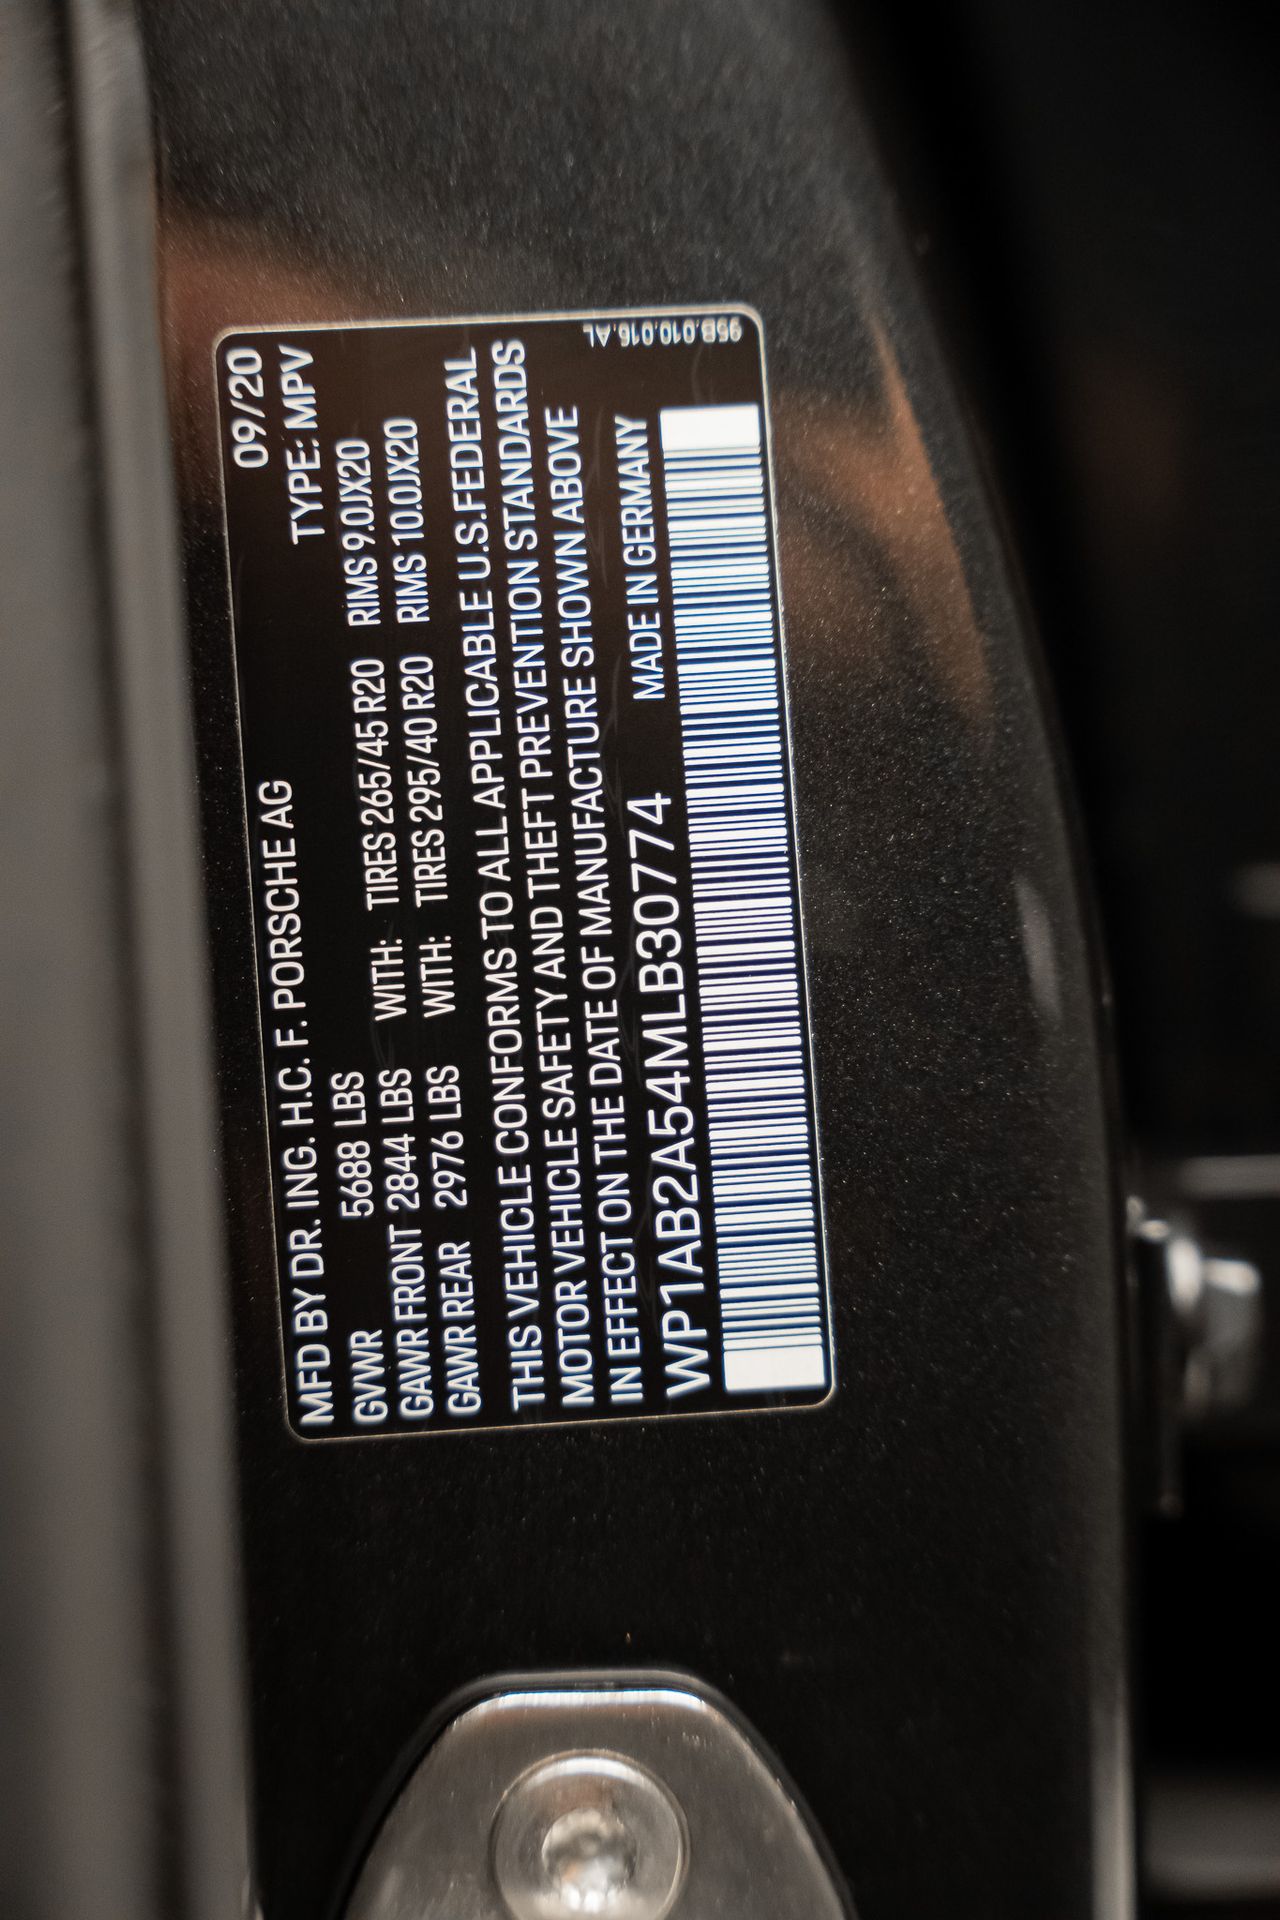 09/20
MFD BY DR. ING. H.C. F. PORSCHE AG TYPE: MPV
GVWR 5688 LBS
GAWR FRONT 2844 LBS WITH: TIRES 265/45 R20 RIMS 9.0JX20
GAWR REAR 2976 LBS WITH: TIRES 295/40 R20 RIMS 10.0JX20
THIS VEHICLE CONFORMS TO ALL APPLICABLE U.S.FEDERAL
MOTOR VEHICLE SAFETY AND THEFT PREVENTION STANDARDS
IN EFFECT ON THE DATE OF MANUFACTURE SHOWN ABOVE
WP1AB2A54MLB30774 MADE IN GERMANY
95B.010.016.AL